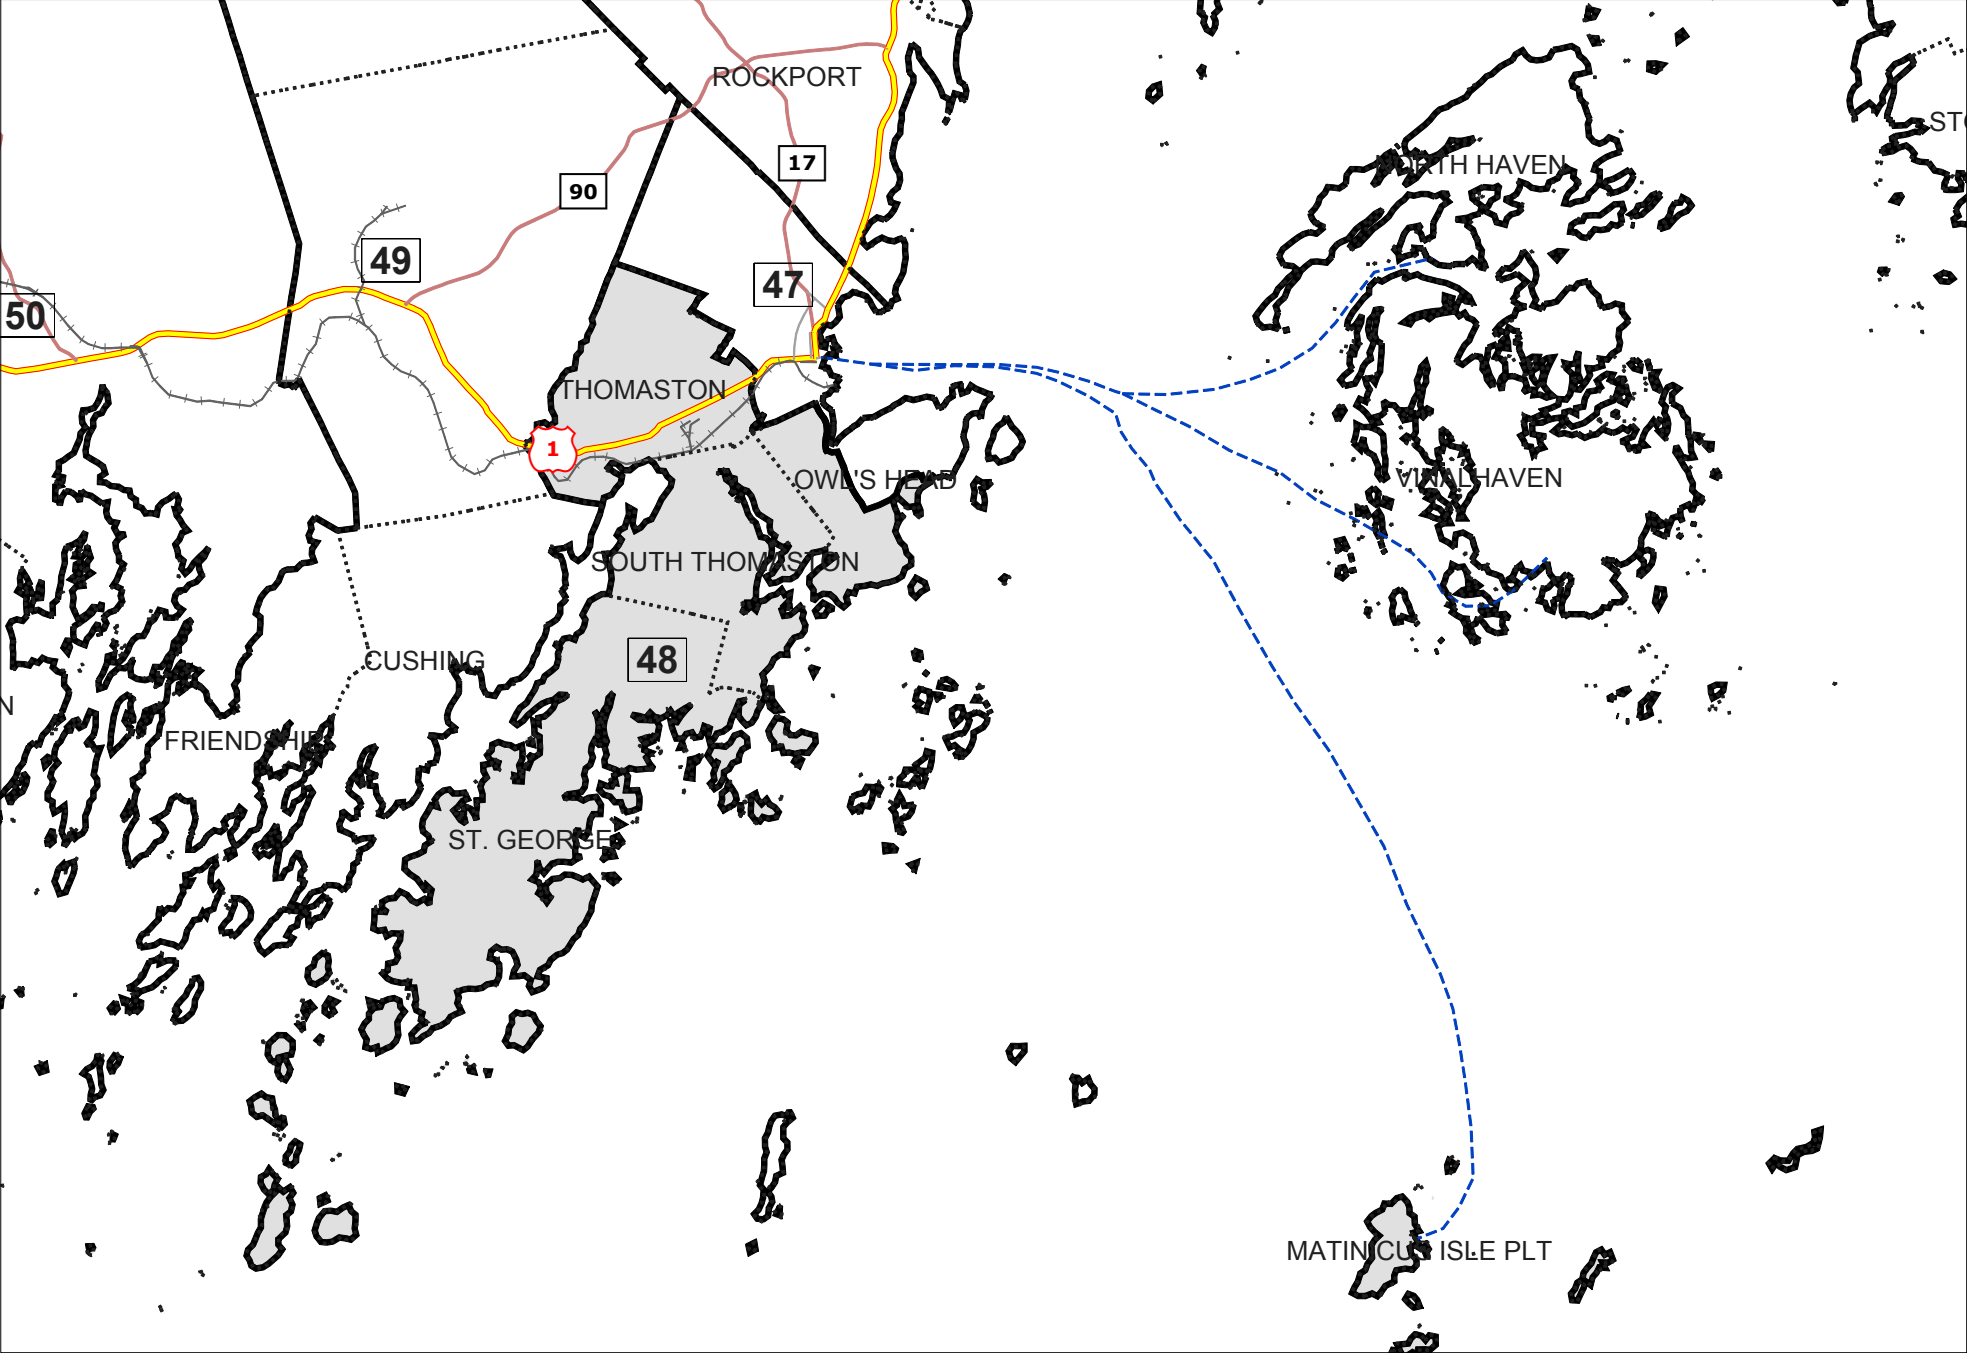 ROCKPORT
STO
17
NORTH HAVEN
90
49
47
50
THOMASTON
1
OWL'S HEAD
VINALHAVEN
SOUTH THOMASTON
48
CUSHING
N
FRIENDSHIP
ST. GEORGE
MATINICUS ISLE PLT